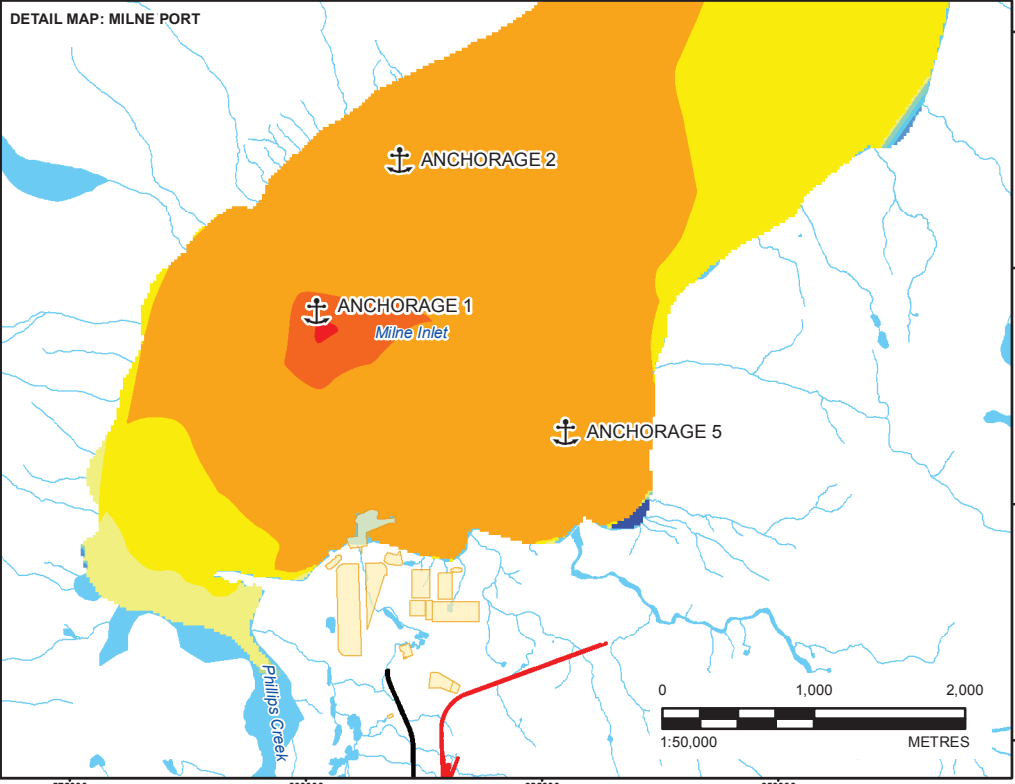 DETAIL MAP: MILNE PORT
ANCHORAGE 2
ANCHORAGE 1
Milne Inlet
ANCHORAGE 5
Phillips Creek
0 1,000 2,000
1:50,000 METRES